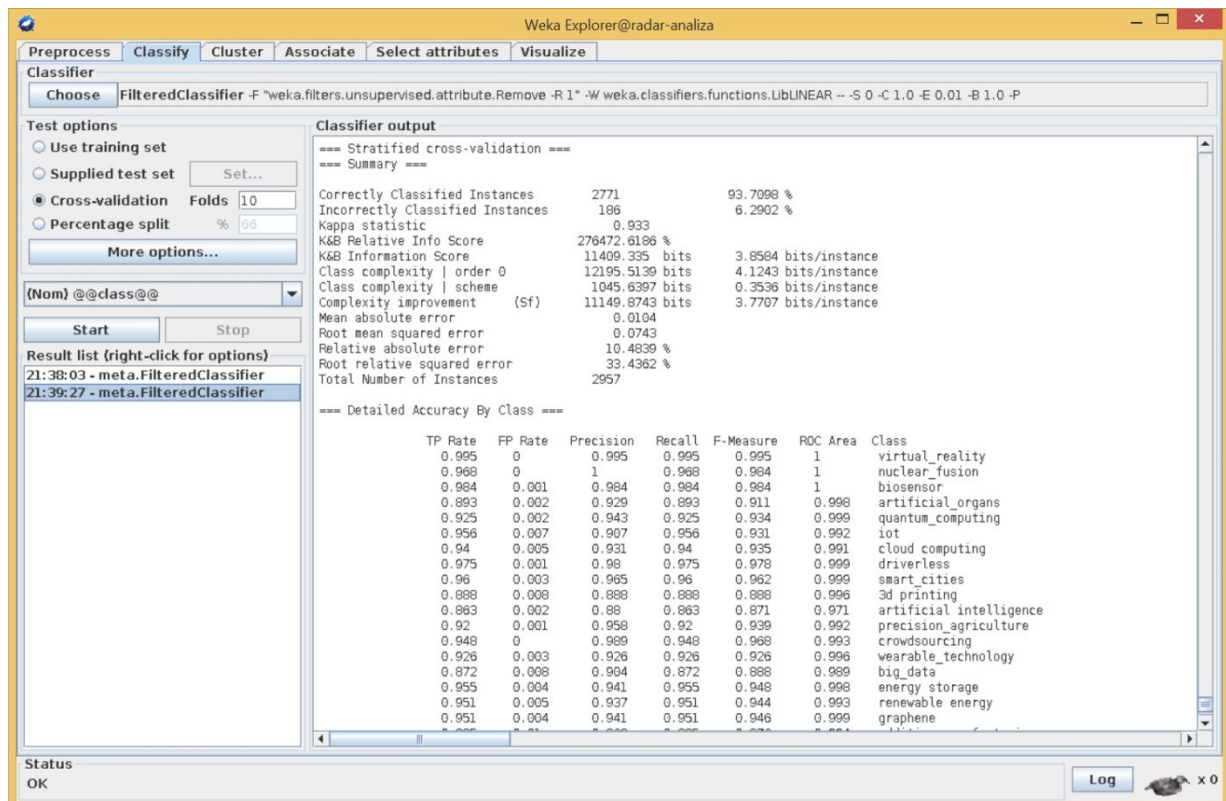 Weka Explorer@radar-analiza
Preprocess Classify Cluster Associate Select attributes Visualize
Classifier
Choose FilteredClassifier -F "weka.filters.unsupervised.attribute.Remove -R 1" -W weka.classifiers.functions.LibLINEAR -- -S 0 -C 1.0 -E 0.01 -B 1.0 -P
Test options
Use training set
Supplied test set Set...
Cross-validation Folds 10
Percentage split % 66
More options...
(Nom) @@class@@
Start Stop
Result list (right-click for options)
21:38:03 - meta.FilteredClassifier
21:39:27 - meta.FilteredClassifier
Classifier output
=== Stratified cross-validation ===
=== Summary ===
Correctly Classified Instances 2771 93.7098 %
Incorrectly Classified Instances 186 6.2902 %
Kappa statistic 0.933
K&B Relative Info Score 276472.6186 %
K&B Information Score 11409.335 bits 3.8584 bits/instance
Class complexity | order 0 12195.5139 bits 4.1243 bits/instance
Class complexity | scheme 1045.6397 bits 0.3536 bits/instance
Complexity improvement (Sf) 11149.8743 bits 3.7707 bits/instance
Mean absolute error 0.0104
Root mean squared error 0.0743
Relative absolute error 10.4839 %
Root relative squared error 33.4362 %
Total Number of Instances 2957
=== Detailed Accuracy By Class ===
TP Rate FP Rate Precision Recall F-Measure ROC Area Class
0.995 0 0.995 0.995 0.995 1 virtual_reality
0.968 0 1 0.968 0.984 1 nuclear_fusion
0.984 0.001 0.984 0.984 0.984 1 biosensor
0.893 0.002 0.929 0.893 0.911 0.998 artificial_organs
0.925 0.002 0.943 0.925 0.934 0.999 quantum_computing
0.956 0.007 0.907 0.956 0.931 0.992 iot
0.94 0.005 0.931 0.94 0.935 0.991 cloud computing
0.975 0.001 0.98 0.975 0.978 0.999 driverless
0.96 0.003 0.965 0.96 0.962 0.999 smart_cities
0.888 0.008 0.888 0.888 0.888 0.996 3d printing
0.863 0.002 0.88 0.863 0.871 0.971 artificial intelligence
0.92 0.001 0.958 0.92 0.939 0.992 precision_agriculture
0.948 0 0.989 0.948 0.968 0.993 crowdsourcing
0.926 0.003 0.926 0.926 0.926 0.996 wearable_technology
0.872 0.008 0.904 0.872 0.888 0.989 big_data
0.955 0.004 0.941 0.955 0.948 0.998 energy storage
0.951 0.005 0.937 0.951 0.944 0.993 renewable energy
0.951 0.004 0.941 0.951 0.946 0.999 graphene
Status
OK
Log x 0